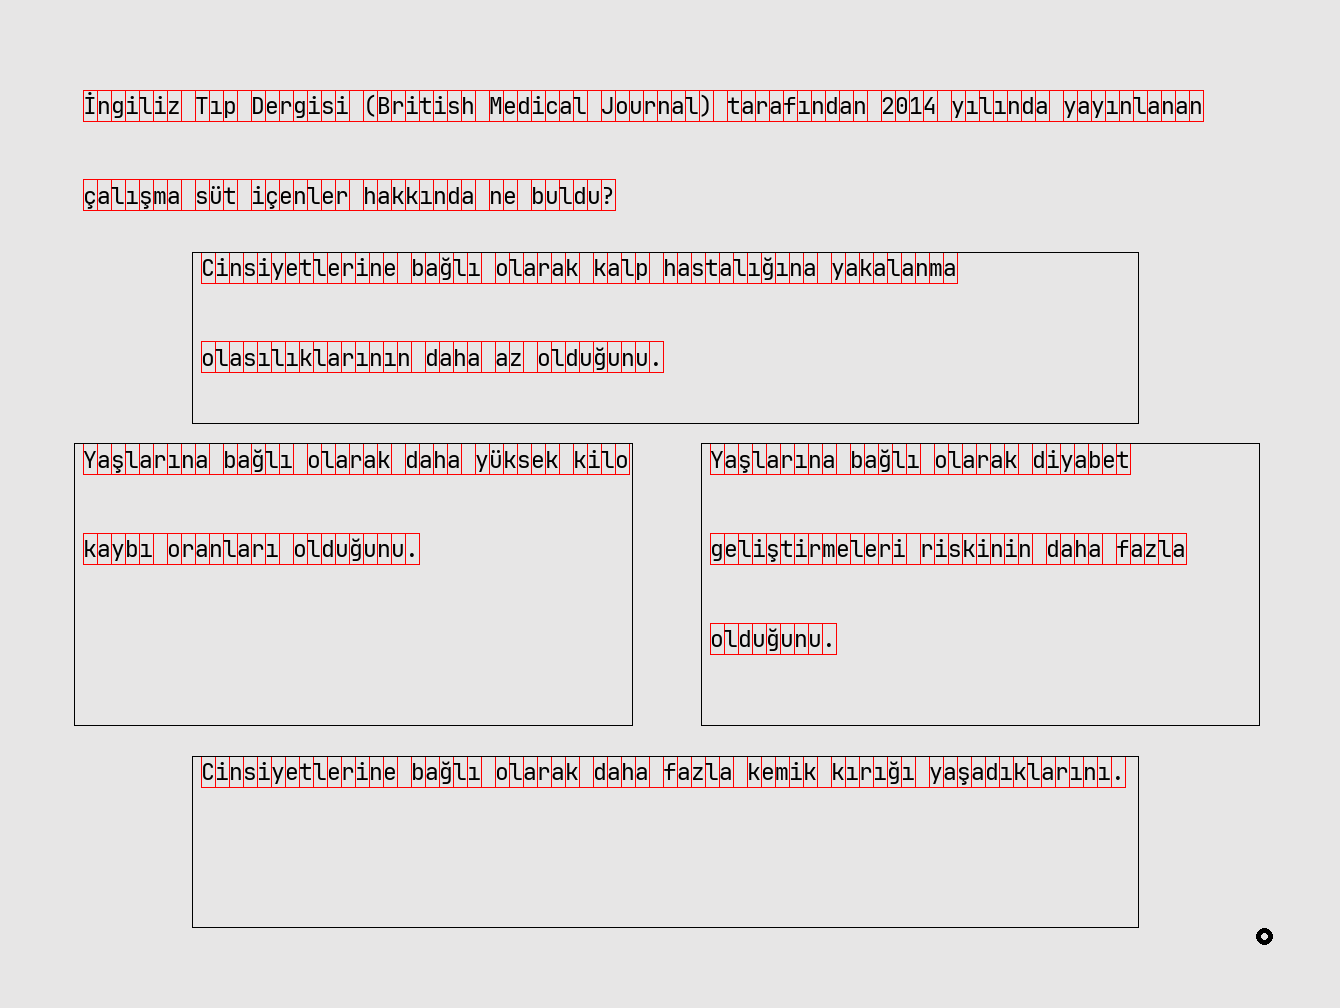 İngiliz Tıp Dergisi (British Medical Journal) tarafından 2014 yılında yayınlanan
çalışma süt içenler hakkında ne buldu?
Cinsiyetlerine bağlı olarak kalp hastalığına yakalanma
olasılıklarının daha az olduğunu.
Yaşlarına bağlı olarak daha yüksek kilo
kaybı oranları olduğunu.
Yaşlarına bağlı olarak diyabet
geliştirmeleri riskinin daha fazla
olduğunu.
Cinsiyetlerine bağlı olarak daha fazla kemik kırığı yaşadıklarını.